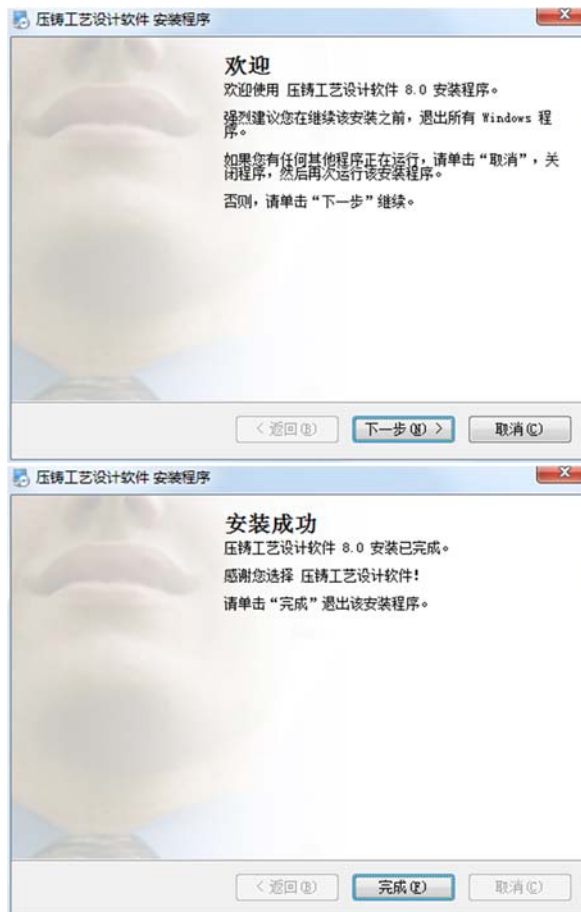 压铸工艺设计软件 安装程序
欢迎
欢迎使用 压铸工艺设计软件 8.0 安装程序。
强烈建议您在继续该安装之前，退出所有 Windows 程
序。
如果您有任何其他程序正在运行，请单击“取消”，关
闭程序，然后再次运行该安装程序。
否则，请单击“下一步”继续。
< 返回(B)
下一步(N) >
取消(C)
压铸工艺设计软件 安装程序
安装成功
压铸工艺设计软件 8.0 安装已完成。
感谢您选择 压铸工艺设计软件!
请单击“完成”退出该安装程序。
< 返回(B)
完成(F)
取消(C)